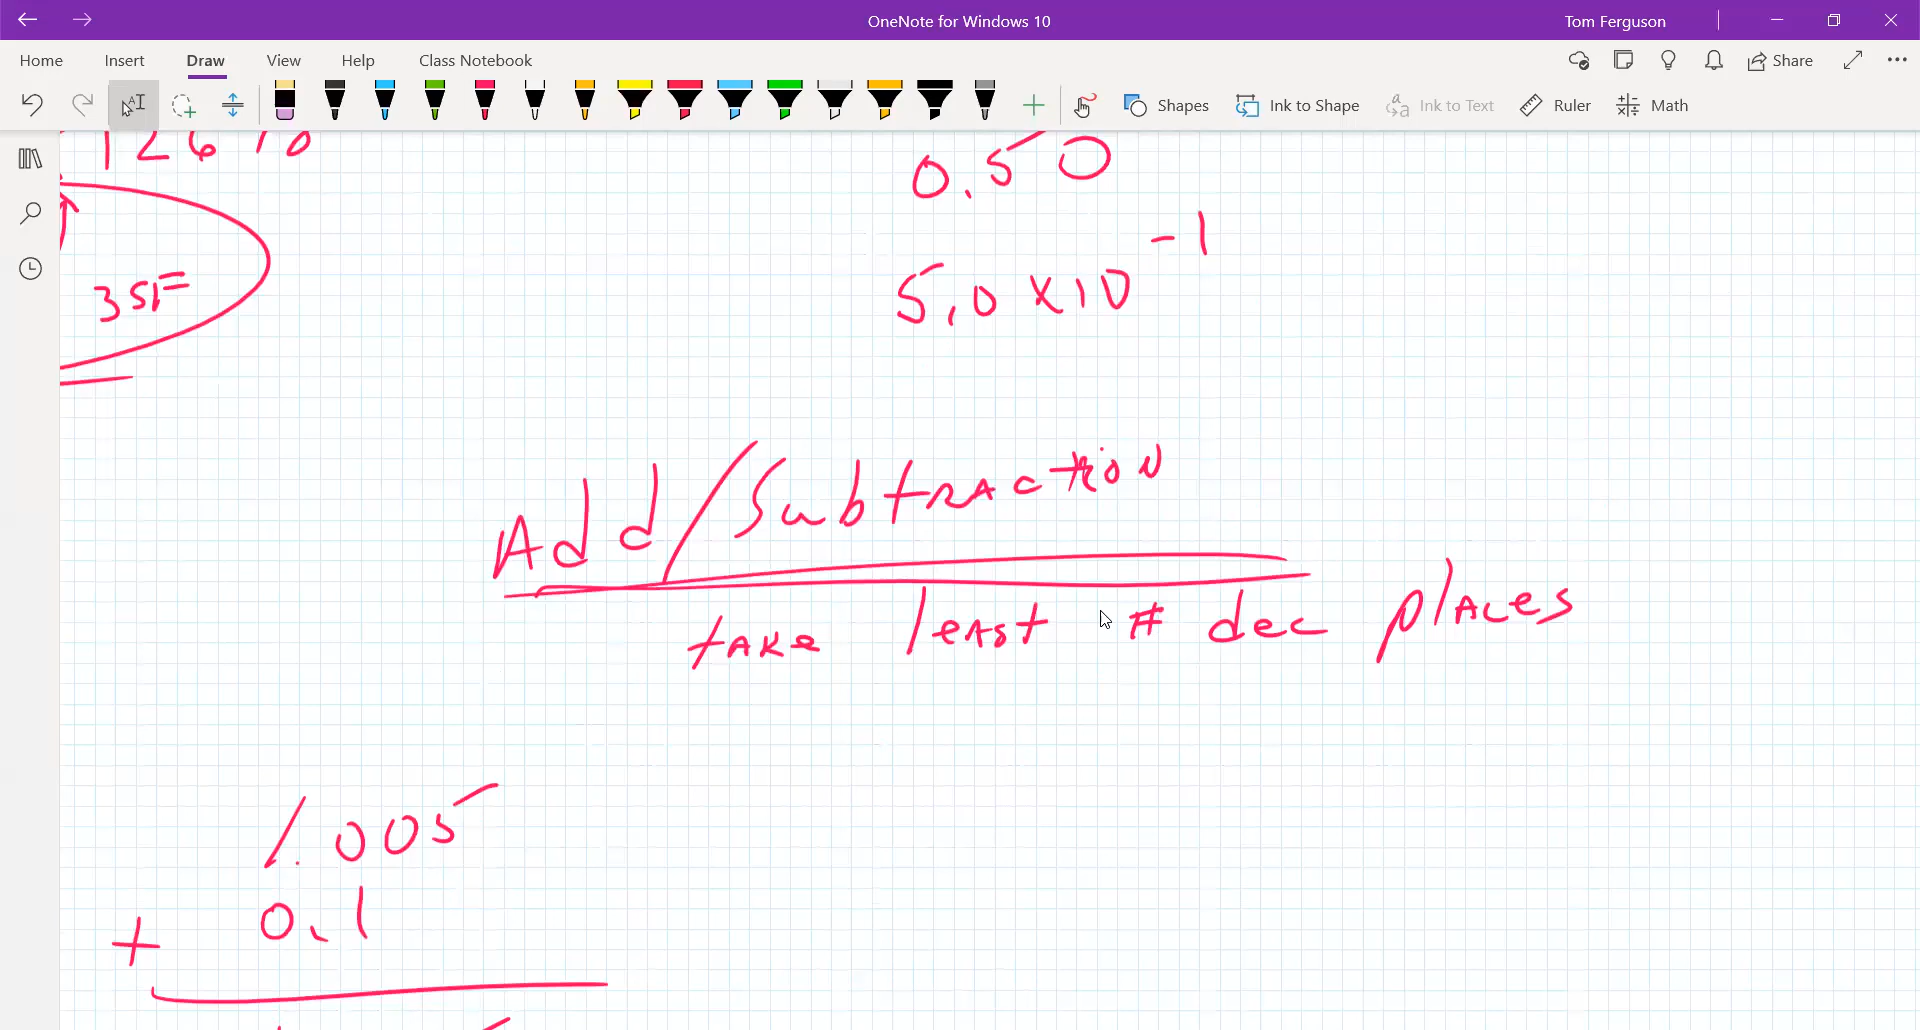 OneNote for Windows 10
Tom Ferguson
Home Insert Draw View Help Class Notebook
Share
Shapes Ink to Shape Ink to Text Ruler Math
0.50
3SF
5.0 x 10⁻¹
Add/Subtraction
take least # dec places
1.005
+ 0.1